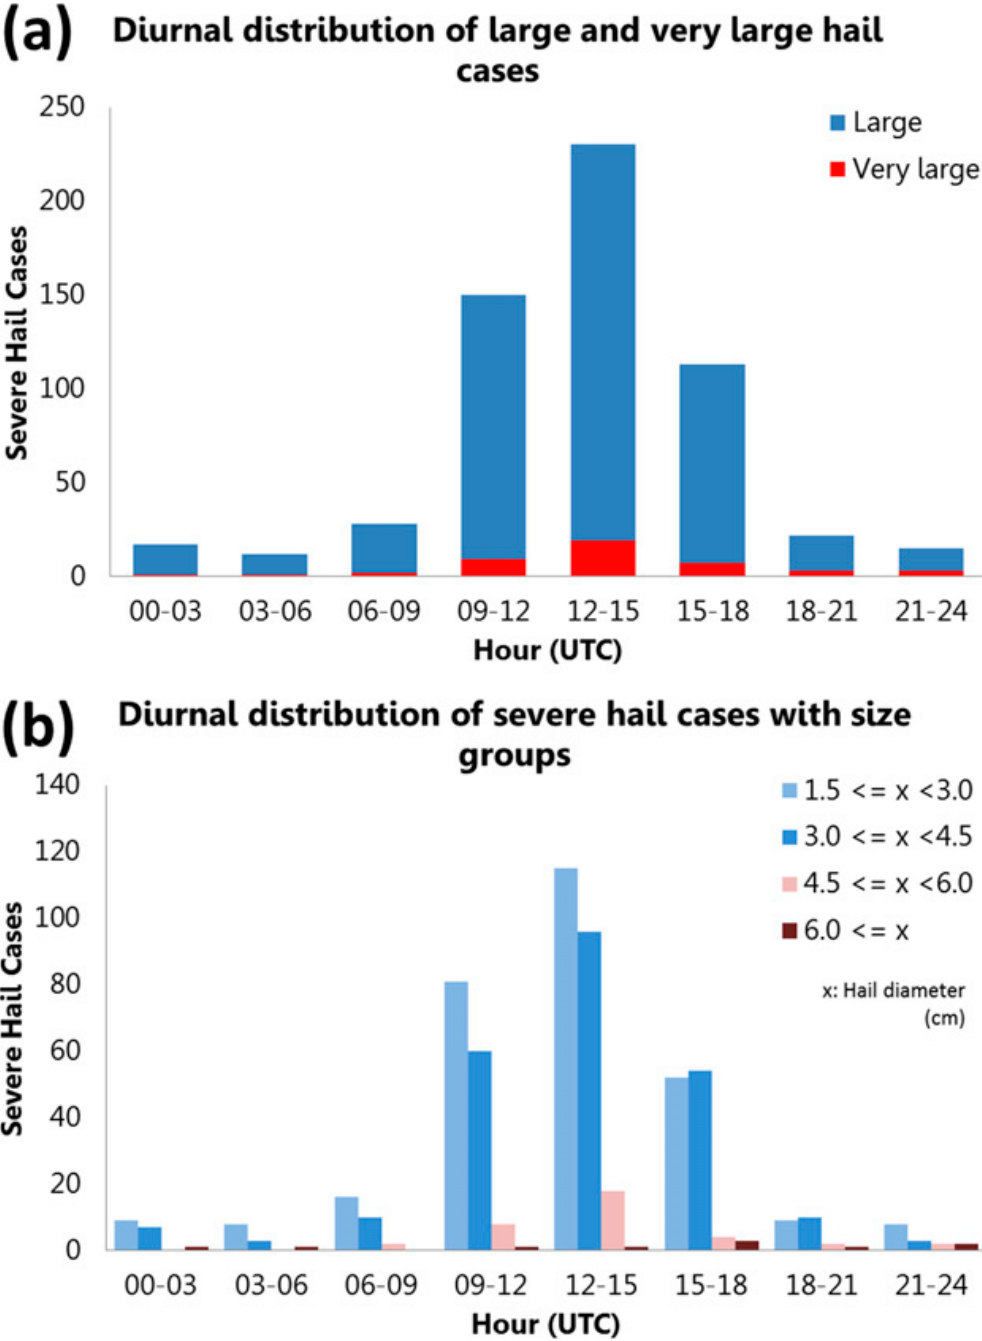 (a)
Diurnal distribution of large and very large hail
cases
250
200
150
100
50
0
Severe Hail Cases
Large
Very large
00-03 03-06 06-09 09-12 12-15 15-18 18-21 21-24
Hour (UTC)
(b)
Diurnal distribution of severe hail cases with size
groups
140
120
100
80
60
40
20
0
Severe Hail Cases
1.5 <= x <3.0
3.0 <= x <4.5
4.5 <= x <6.0
6.0 <= x
x: Hail diameter
(cm)
00-03 03-06 06-09 09-12 12-15 15-18 18-21 21-24
Hour (UTC)